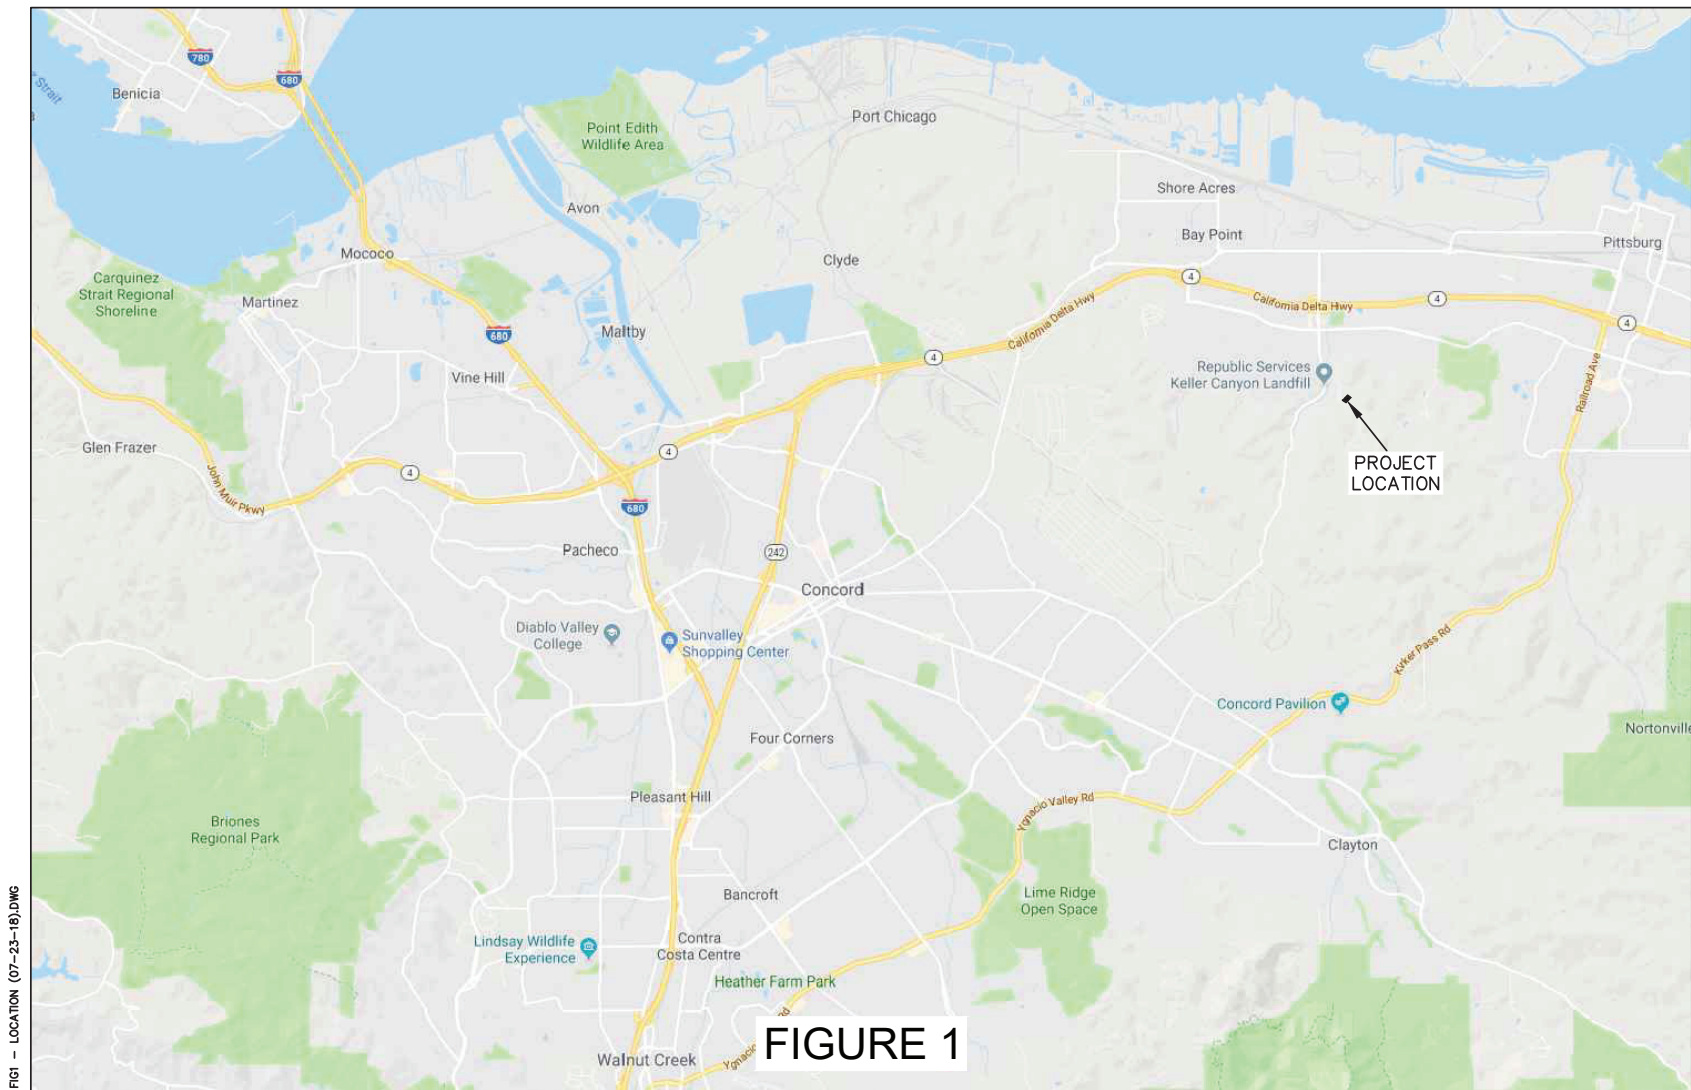 780
680
Benicia
Strait
Point Edith
Wildlife Area
Port Chicago
Avon
Shore Acres
Bay Point
Pittsburg
Mococo
Clyde
Carquinez
Strait Regional
Shoreline
Martinez
4
California Delta Hwy
4
4
California Delta Hwy
680
Maltby
4
Vine Hill
Republic Services
Keller Canyon Landfill
Railroad Ave
Glen Frazer
4
4
John Muir Pkwy
PROJECT
LOCATION
680
Pacheco
242
Concord
Diablo Valley
College
Sunvalley
Shopping Center
Kirker Pass Rd
Concord Pavilion
Nortonville
Four Corners
Pleasant Hill
Ygnacio Valley Rd
Briones
Regional Park
Clayton
Bancroft
Lime Ridge
Open Space
Lindsay Wildlife
Experience
Contra
Costa Centre
Heather Farm Park
Rd
Ygnacio
Walnut Creek
FIGURE 1
FIG1 - LOCATION (07-23-18).DWG